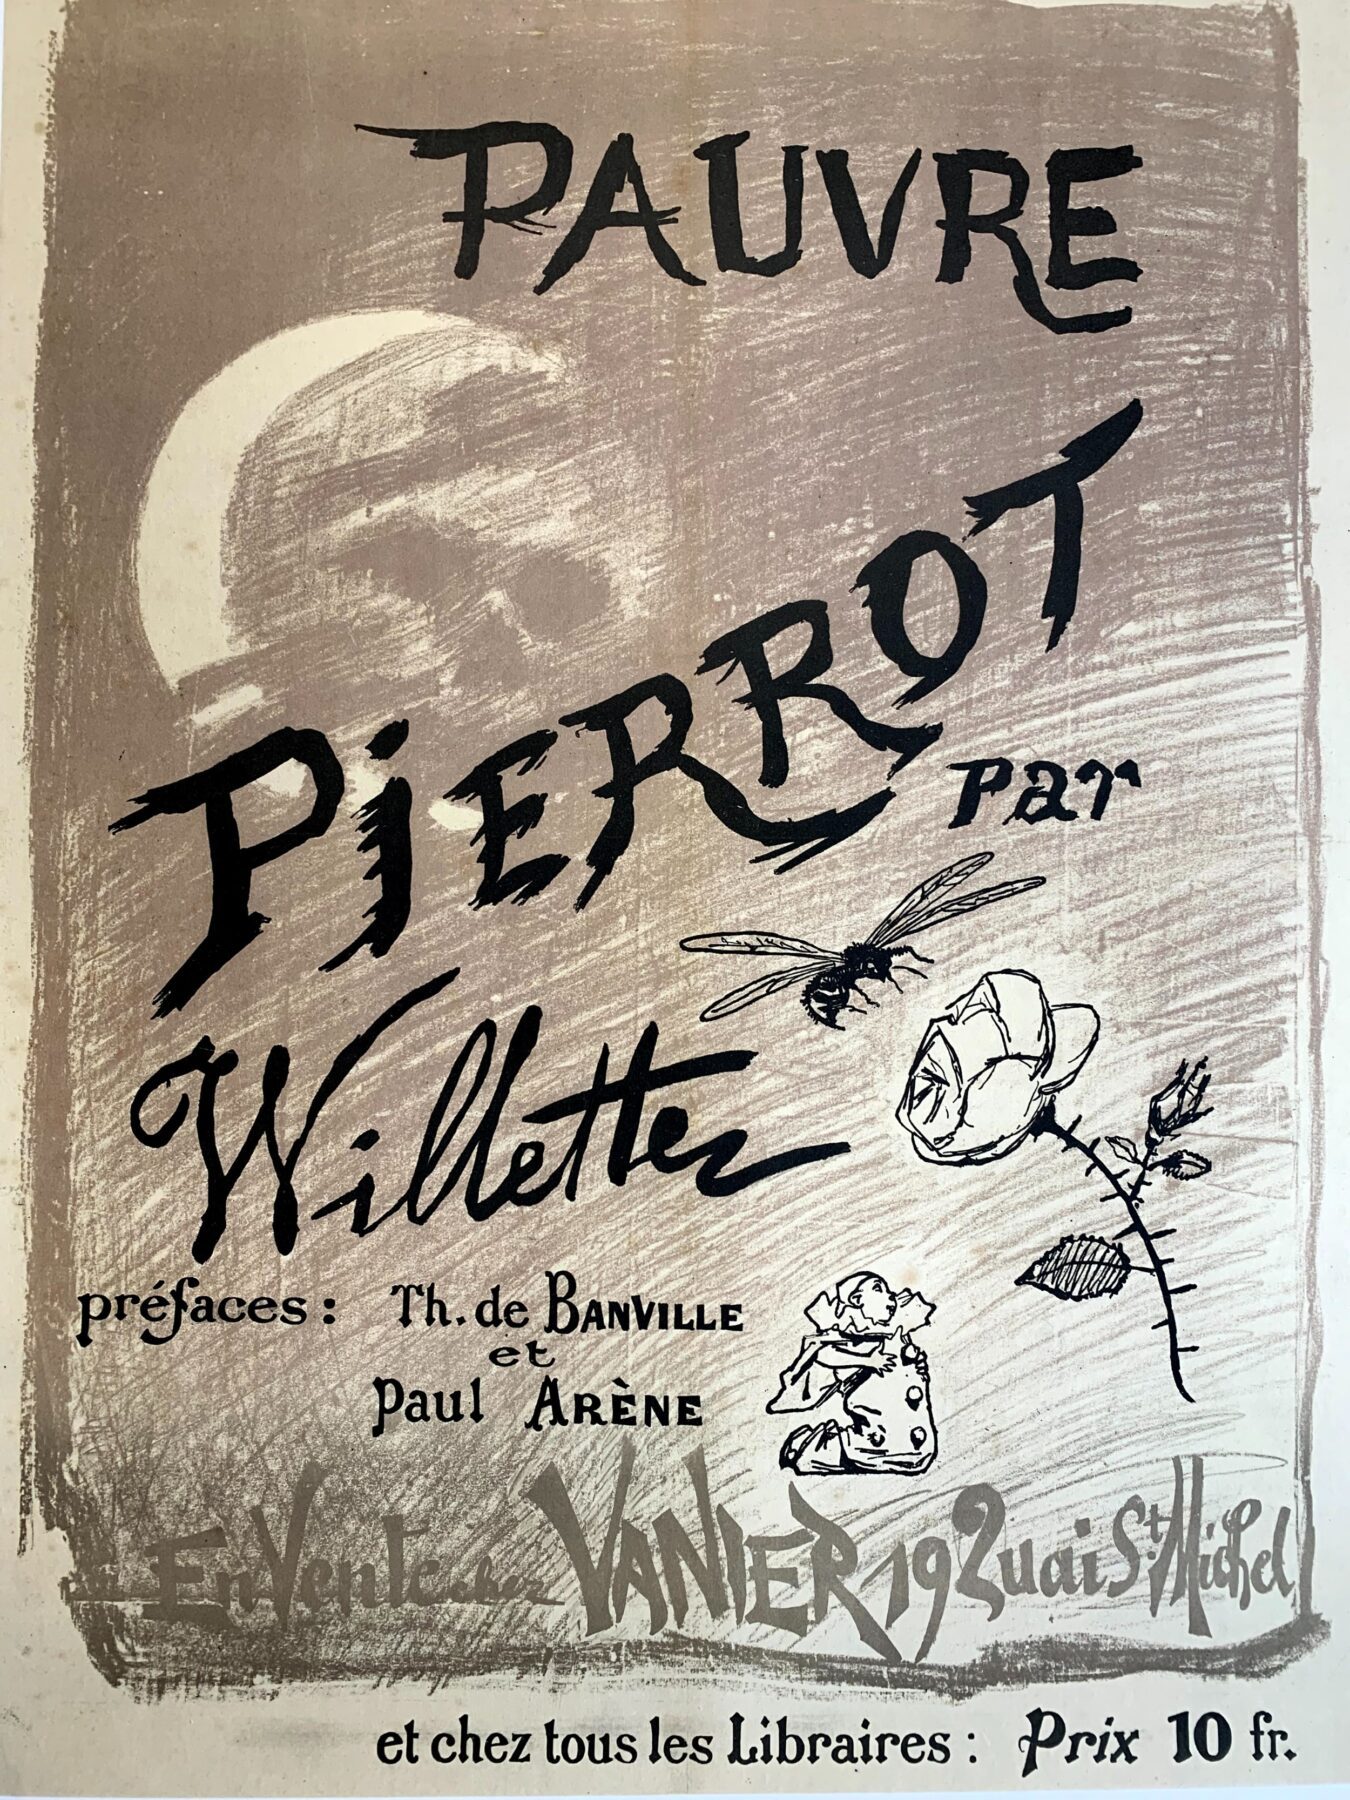 PAUVRE
PiERROT
par
Willette
préfaces : Th. de BANVILLE
et
Paul ARÈNE
En Vente chez VANIER 19 Quai St. Michel
et chez tous les Libraires : Prix 10 fr.